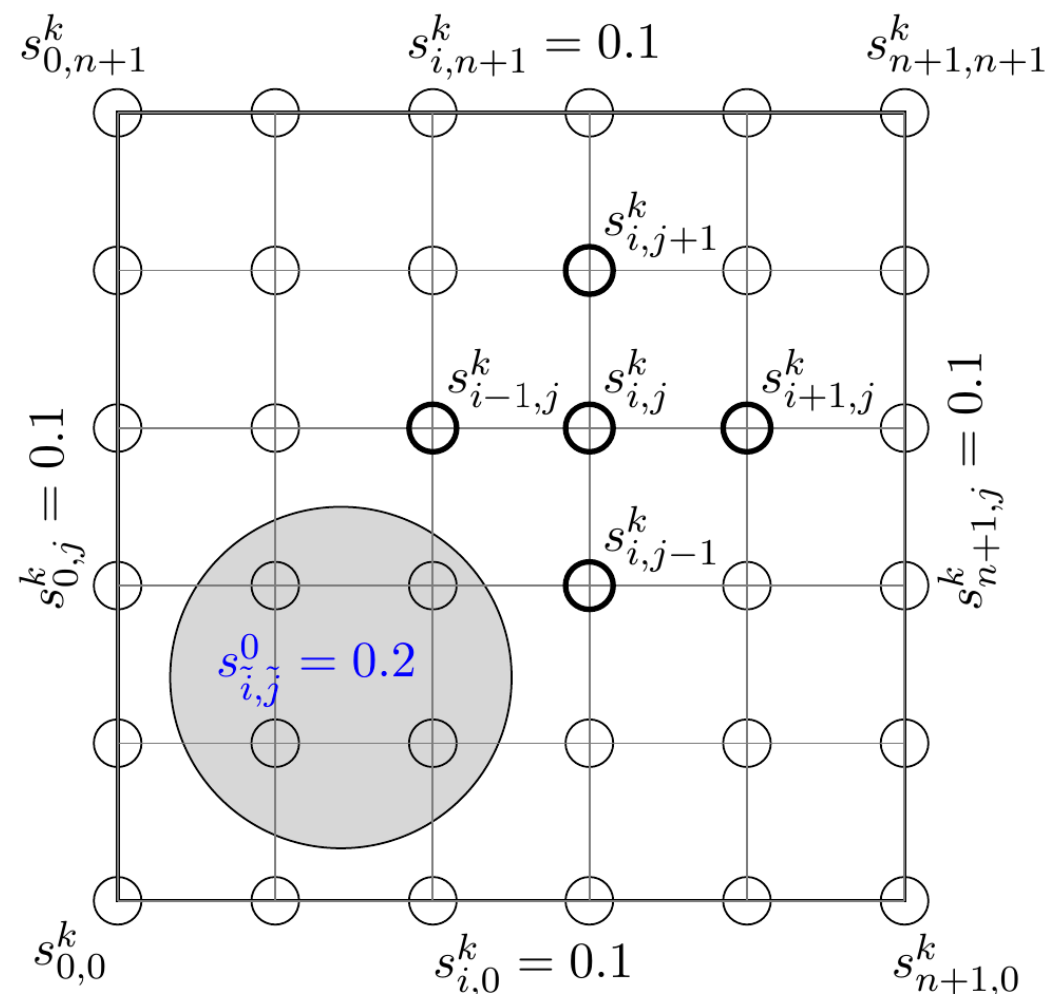 s^k_{0,n+1}
s^k_{i,n+1} = 0.1
s^k_{n+1,n+1}
s^k_{i,j+1}
s^k_{i-1,j}
s^k_{i,j}
s^k_{i+1,j}
s^k_{0,j} = 0.1
s^k_{n+1,j} = 0.1
s^k_{i,j-1}
s^0_{\tilde{i},\tilde{j}} = 0.2
s^k_{0,0}
s^k_{i,0} = 0.1
s^k_{n+1,0}